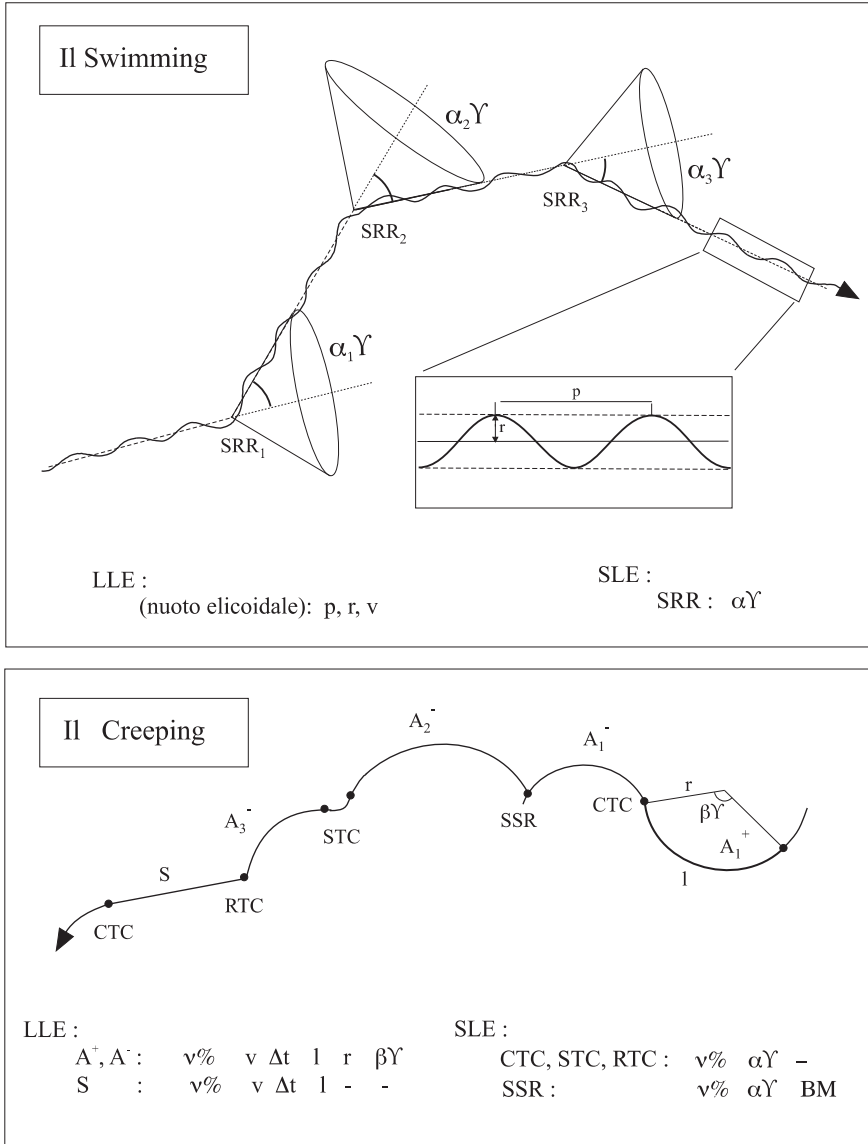 Il Swimming
α₂ϒ
α₃ϒ
SRR₃
SRR₂
α₁ϒ
p
r
SRR₁
LLE :
(nuoto elicoidale): p, r, v
SLE :
SRR : αϒ
Il Creeping
A₂⁻
A₁⁻
r
CTC
βϒ
SSR
A₃⁻
STC
A₁⁺
l
S
RTC
CTC
LLE :
A⁺, A⁻ : ν% v Δt l r βϒ
S : ν% v Δt l - -
SLE :
CTC, STC, RTC : ν% αϒ –
SSR : ν% αϒ BM